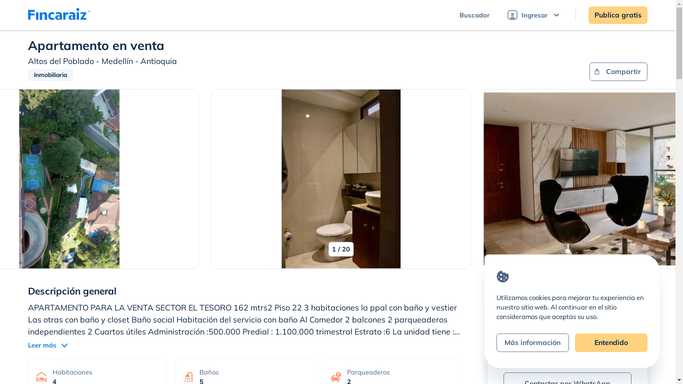 Fincaraiz
Buscador
Ingresar
Publica gratis
Apartamento en venta
Altos del Poblado - Medellín - Antioquia
Inmobiliaria
Compartir
1 / 20
Descripción general
APARTAMENTO PARA LA VENTA SECTOR EL TESORO 162 mtrs2 Piso 22 3 habitaciones la ppal con baño y vestier
Las otras con baño y closet Baño social Habitación del servicio con baño Al Comedor 2 balcones 2 parqueaderos
independientes 2 Cuartos útiles Administración :500.000 Predial : 1.100.000 trimestral Estrato :6 La unidad tiene :...
Leer más
Habitaciones
4
Baños
5
Parqueaderos
2
Utilizamos cookies para mejorar tu experiencia en
nuestro sitio web. Al continuar en el sitio
consideramos que aceptas su uso.
Más información
Entendido
Contactar por WhatsApp